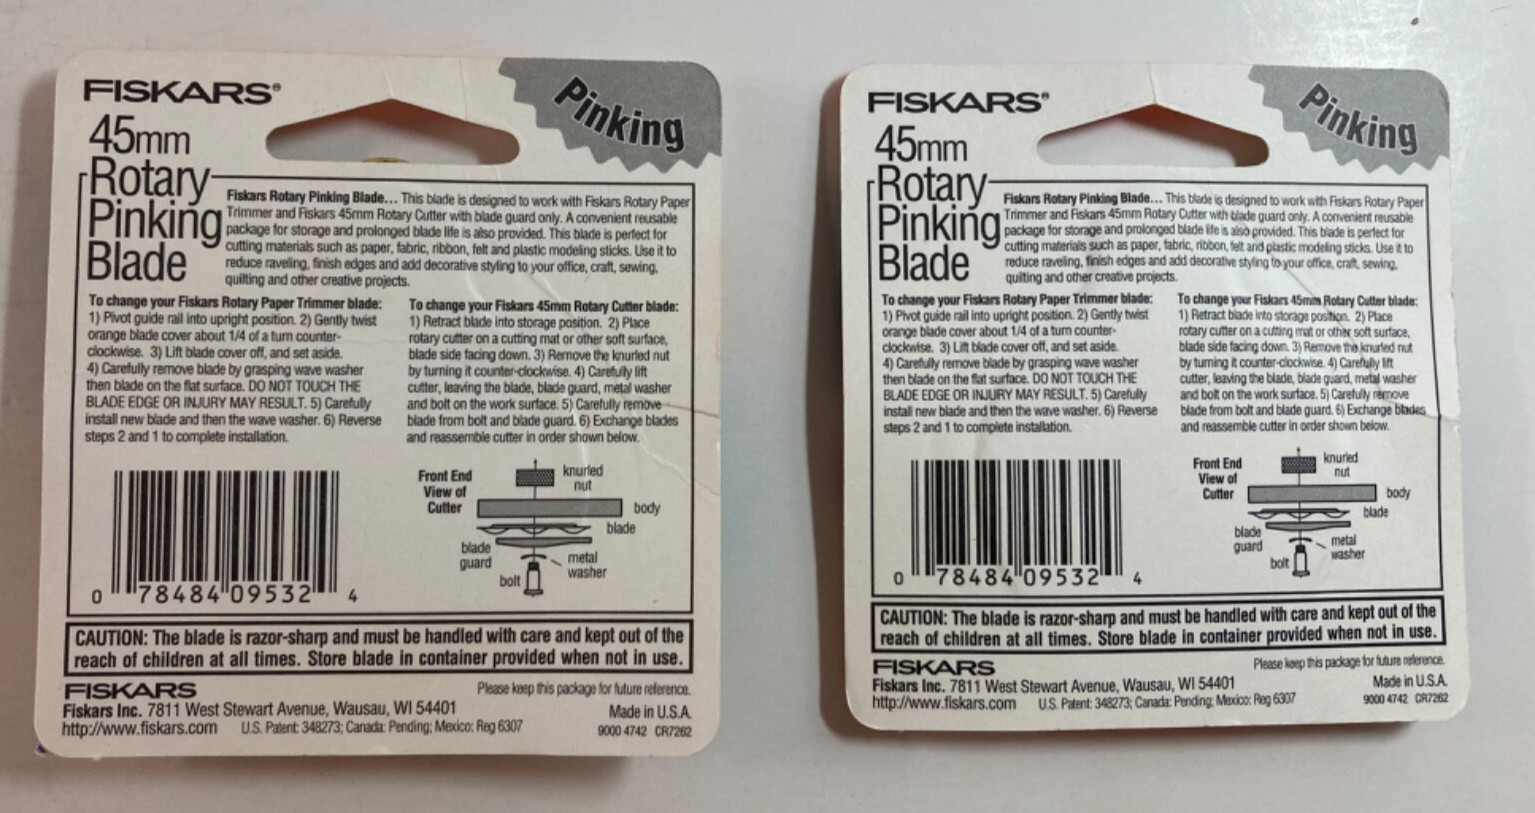 FISKARS®
Pinking
45mm
Rotary
Pinking
Blade
Fiskars Rotary Pinking Blade... This blade is designed to work with Fiskars Rotary Paper
Trimmer and Fiskars 45mm Rotary Cutter with blade guard only. A convenient reusable
package for storage and prolonged blade life is also provided. This blade is perfect for
cutting materials such as paper, fabric, ribbon, felt and plastic modeling sticks. Use it to
reduce raveling, finish edges and add decorative styling to your office, craft, sewing,
quilting and other creative projects.
To change your Fiskars Rotary Paper Trimmer blade:
1) Pivot guide rail into upright position. 2) Gently twist
orange blade cover about 1/4 of a turn counter-
clockwise. 3) Lift blade cover off, and set aside.
4) Carefully remove blade by grasping wave washer
then blade on the flat surface. DO NOT TOUCH THE
BLADE EDGE OR INJURY MAY RESULT. 5) Carefully
install new blade and then the wave washer. 6) Reverse
steps 2 and 1 to complete installation.
To change your Fiskars 45mm Rotary Cutter blade:
1) Retract blade into storage position. 2) Place
rotary cutter on a cutting mat or other soft surface,
blade side facing down. 3) Remove the knurled nut
by turning it counter-clockwise. 4) Carefully lift
cutter, leaving the blade, blade guard, metal washer
and bolt on the work surface. 5) Carefully remove
blade from bolt and blade guard. 6) Exchange blades
and reassemble cutter in order shown below.
0 78484 09532 4
Front End
View of
Cutter
knurled
nut
body
blade
blade
guard
metal
washer
bolt
CAUTION: The blade is razor-sharp and must be handled with care and kept out of the
reach of children at all times. Store blade in container provided when not in use.
FISKARS
Please keep this package for future reference.
Fiskars Inc. 7811 West Stewart Avenue, Wausau, WI 54401
Made in U.S.A.
http://www.fiskars.com U.S. Patent: 348273; Canada: Pending; Mexico: Reg 6307
9000 4742 CR7262
FISKARS®
Pinking
45mm
Rotary
Pinking
Blade
Fiskars Rotary Pinking Blade... This blade is designed to work with Fiskars Rotary Paper
Trimmer and Fiskars 45mm Rotary Cutter with blade guard only. A convenient reusable
package for storage and prolonged blade life is also provided. This blade is perfect for
cutting materials such as paper, fabric, ribbon, felt and plastic modeling sticks. Use it to
reduce raveling, finish edges and add decorative styling to your office, craft, sewing,
quilting and other creative projects.
To change your Fiskars Rotary Paper Trimmer blade:
1) Pivot guide rail into upright position. 2) Gently twist
orange blade cover about 1/4 of a turn counter-
clockwise. 3) Lift blade cover off, and set aside.
4) Carefully remove blade by grasping wave washer
then blade on the flat surface. DO NOT TOUCH THE
BLADE EDGE OR INJURY MAY RESULT. 5) Carefully
install new blade and then the wave washer. 6) Reverse
steps 2 and 1 to complete installation.
To change your Fiskars 45mm Rotary Cutter blade:
1) Retract blade into storage position. 2) Place
rotary cutter on a cutting mat or other soft surface,
blade side facing down. 3) Remove the knurled nut
by turning it counter-clockwise. 4) Carefully lift
cutter, leaving the blade, blade guard, metal washer
and bolt on the work surface. 5) Carefully remove
blade from bolt and blade guard. 6) Exchange blades
and reassemble cutter in order shown below.
0 78484 09532 4
Front End
View of
Cutter
knurled
nut
body
blade
blade
guard
metal
washer
bolt
CAUTION: The blade is razor-sharp and must be handled with care and kept out of the
reach of children at all times. Store blade in container provided when not in use.
FISKARS
Please keep this package for future reference.
Fiskars Inc. 7811 West Stewart Avenue, Wausau, WI 54401
Made in U.S.A.
http://www.fiskars.com U.S. Patent: 348273; Canada: Pending; Mexico: Reg 6307
9000 4742 CR7262